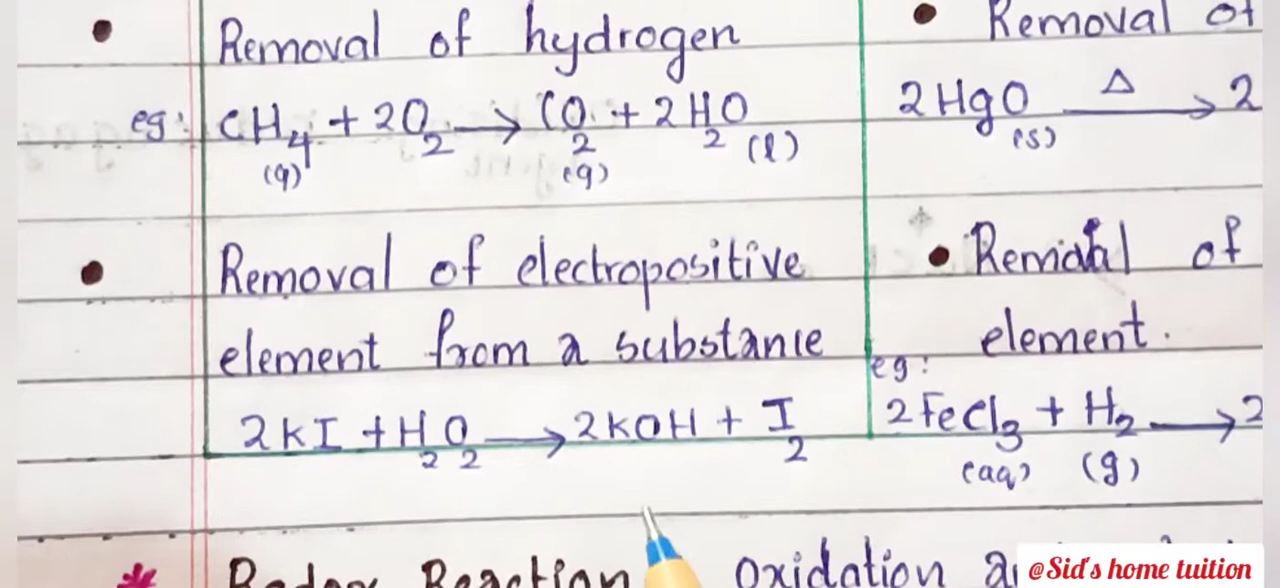 • Removal of hydrogen
eg: CH₄(g) + 2O₂ → CO₂(g) + 2H₂O(l)
• Removal of electropositive
element from a substance
2KI + H₂O₂ → 2KOH + I₂
• Removal of
2HgO(s) Δ→ 2
• Removal of
element.
eg:
2FeCl₃(aq) + H₂(g) → 2
* Redox Reaction oxidation
@Sid's home tuition